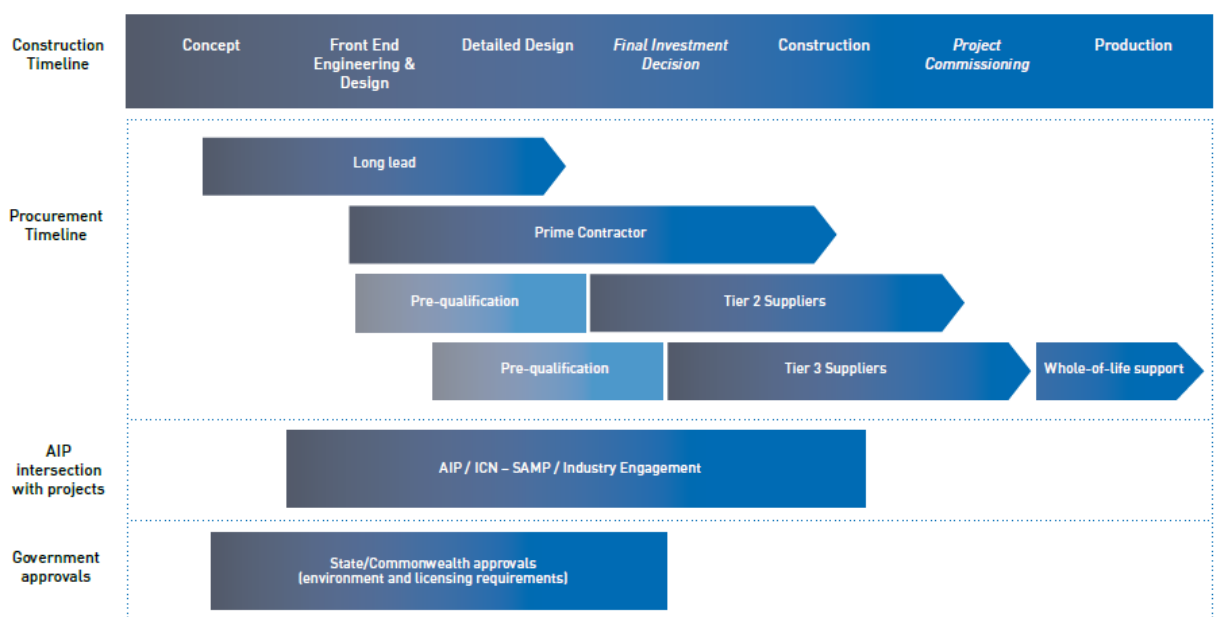 Construction
Timeline
Concept
Front End
Engineering &
Design
Detailed Design
Final Investment
Decision
Construction
Project
Commissioning
Production
Procurement
Timeline
Long lead
Prime Contractor
Pre-qualification
Tier 2 Suppliers
Pre-qualification
Tier 3 Suppliers
Whole-of-life support
AIP
intersection
with projects
AIP / ICN – SAMP / Industry Engagement
Government
approvals
State/Commonwealth approvals
(environment and licensing requirements)